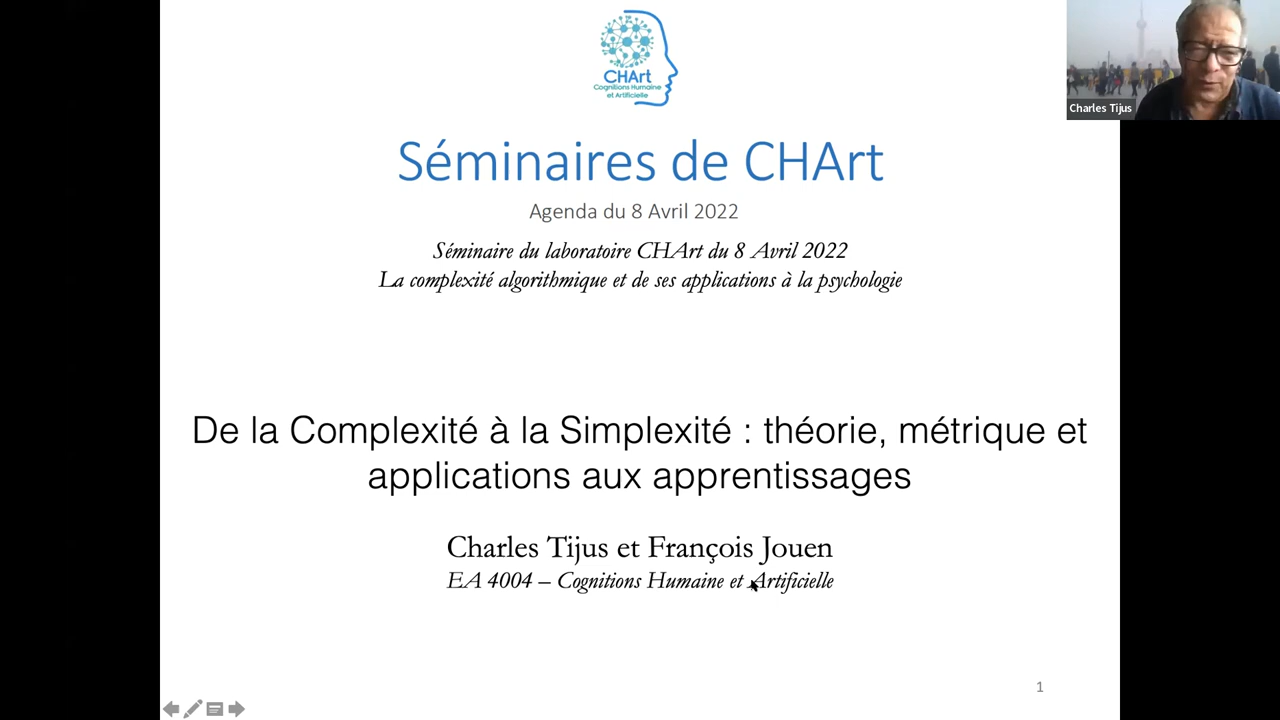 CHArt
Cognitions Humaine
et Artificielle
Charles Tijus
Séminaires de CHArt
Agenda du 8 Avril 2022
Séminaire du laboratoire CHArt du 8 Avril 2022
La complexité algorithmique et de ses applications à la psychologie
De la Complexité à la Simplexité : théorie, métrique et
applications aux apprentissages
Charles Tijus et François Jouen
EA 4004 – Cognitions Humaine et Artificielle
1